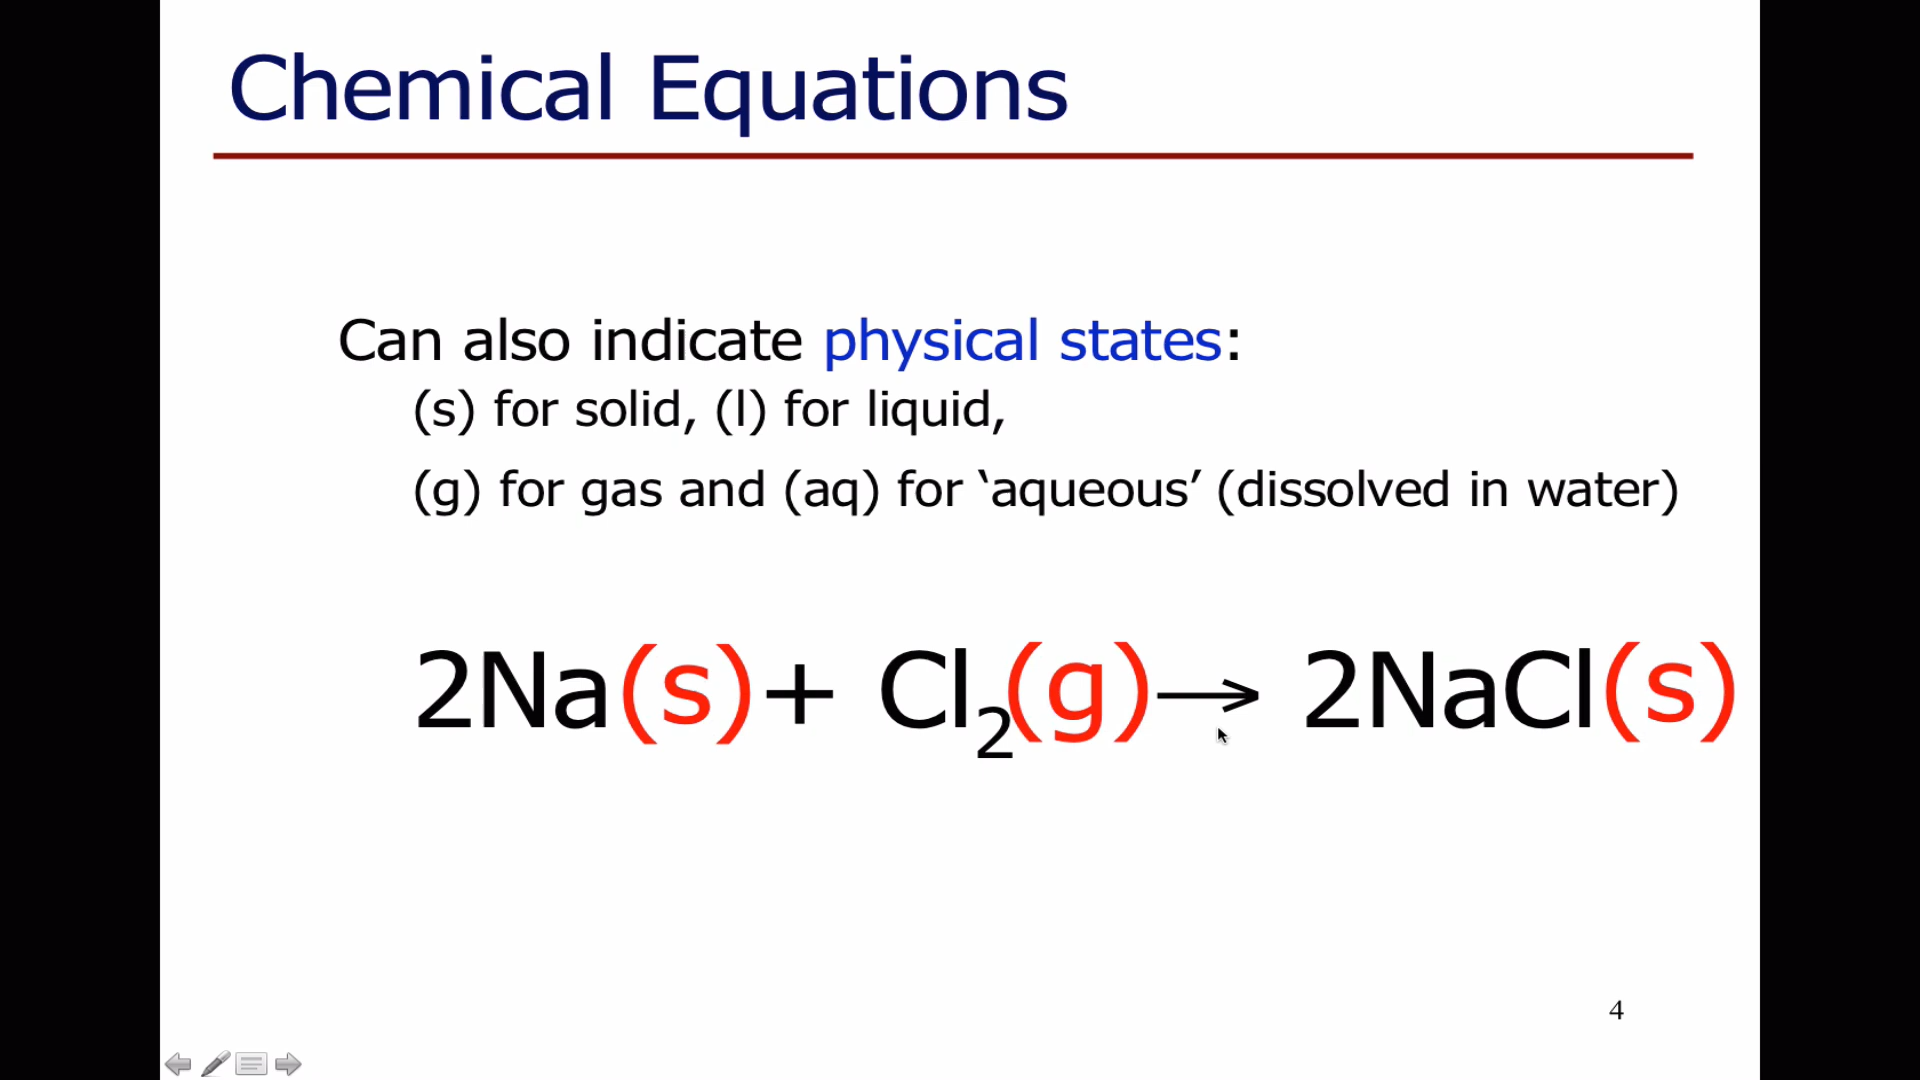 Chemical Equations
Can also indicate physical states:
(s) for solid, (l) for liquid,
(g) for gas and (aq) for ‘aqueous’ (dissolved in water)
2Na(s)+ Cl₂(g)→ 2NaCl(s)
4